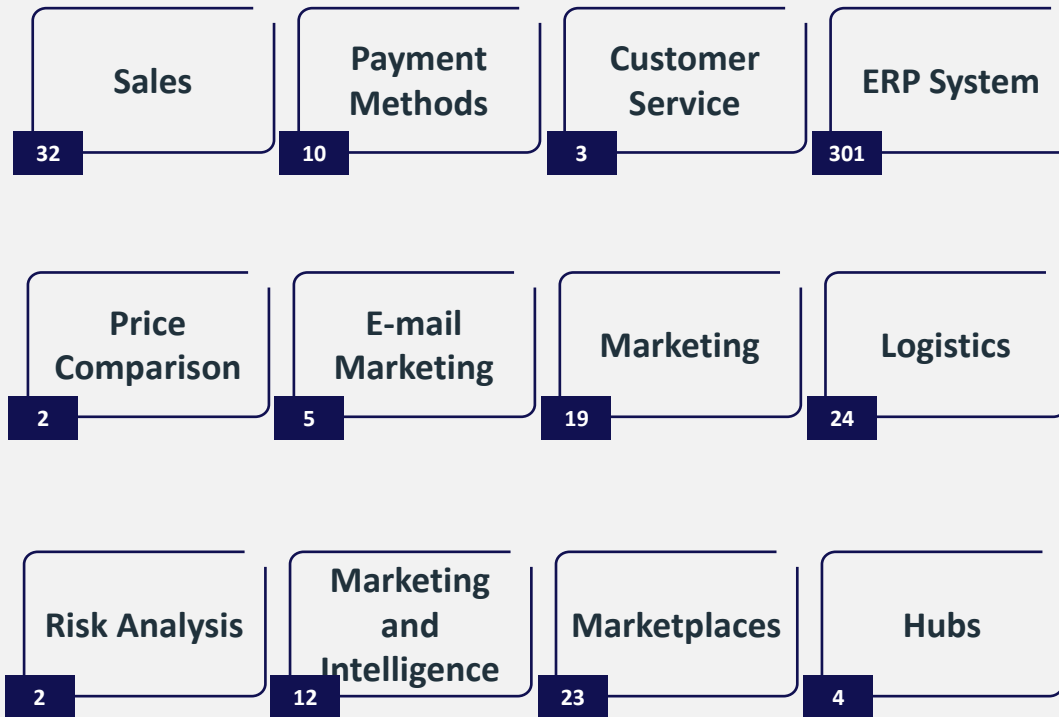 Sales
32
Payment
Methods
10
Customer
Service
3
ERP System
301
Price
Comparison
2
E-mail
Marketing
5
Marketing
19
Logistics
24
Risk Analysis
2
Marketing
and
Intelligence
12
Marketplaces
23
Hubs
4